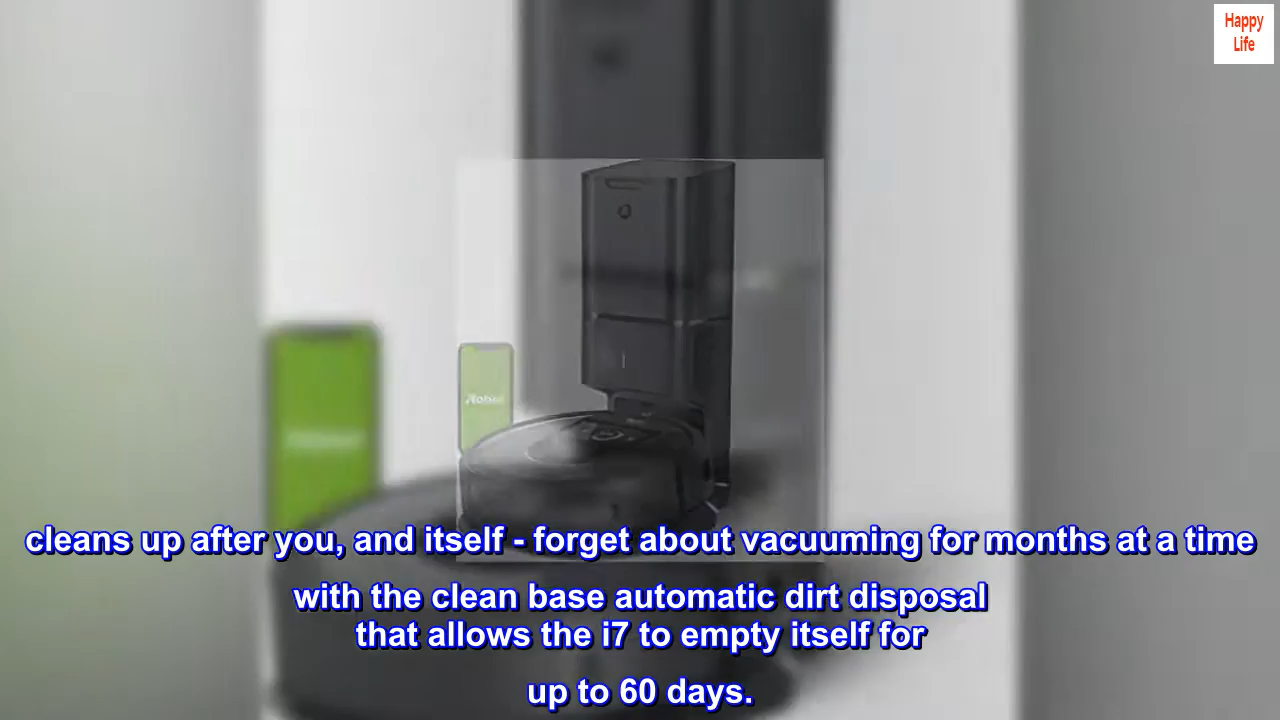 Happy
Life
cleans up after you, and itself - forget about vacuuming for months at a time
with the clean base automatic dirt disposal
that allows the i7 to empty itself for
up to 60 days.